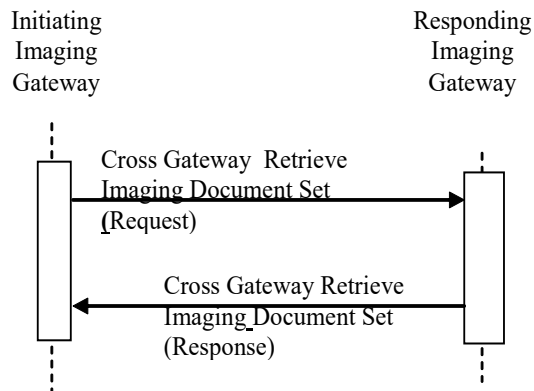 Initiating
Imaging
Gateway
Responding
Imaging
Gateway
Cross Gateway Retrieve
Imaging Document Set
(Request)
Cross Gateway Retrieve
Imaging Document Set
(Response)